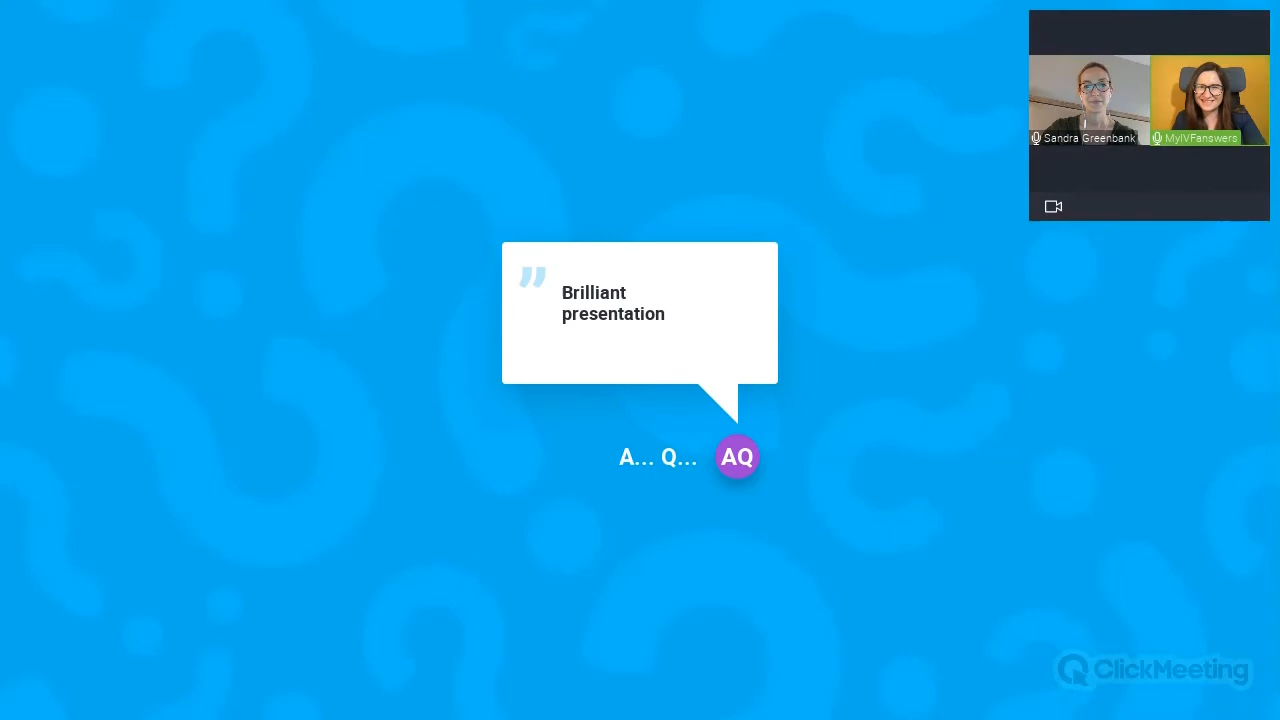 Sandra Greenbank
MyIVFanswers
”
Brilliant
presentation
A... Q...
AQ
ClickMeeting